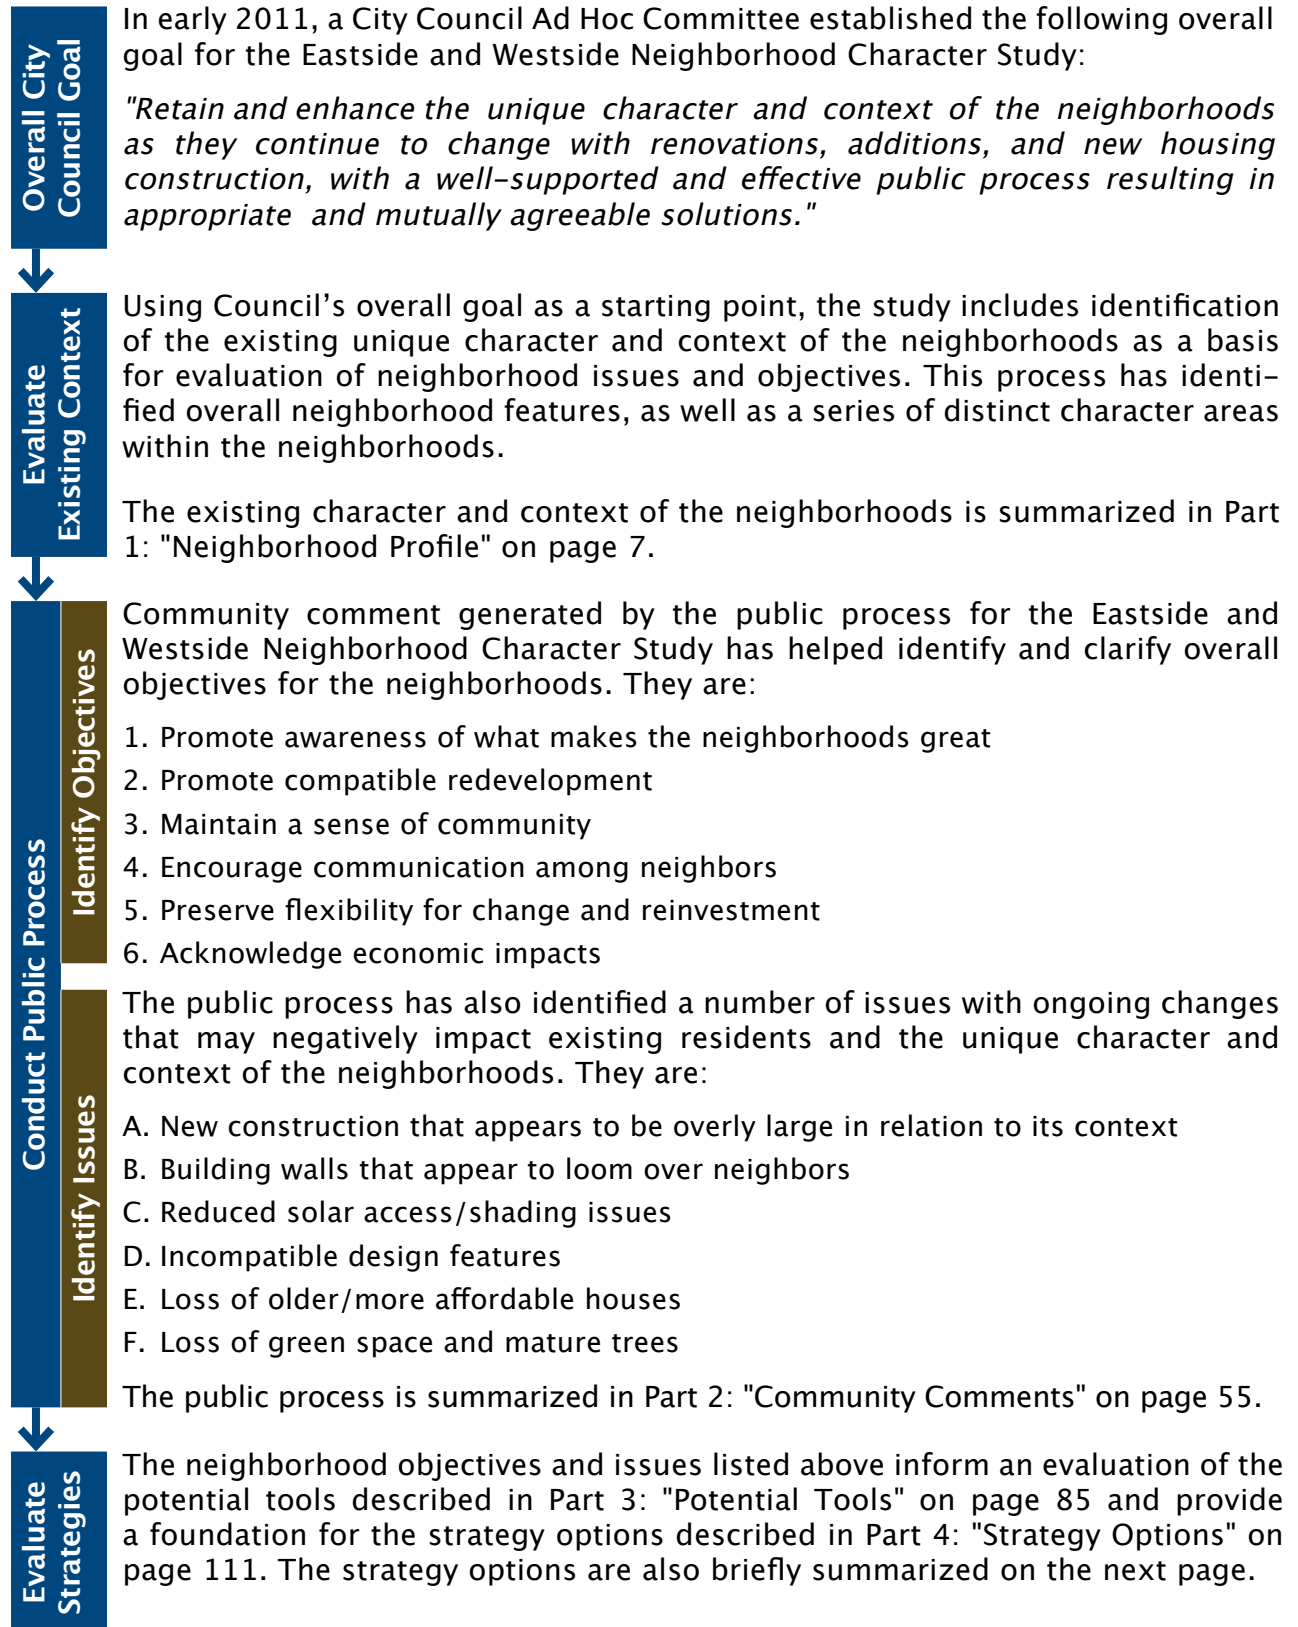 Overall City
Council Goal
In early 2011, a City Council Ad Hoc Committee established the following overall
goal for the Eastside and Westside Neighborhood Character Study:
"Retain and enhance the unique character and context of the neighborhoods
as they continue to change with renovations, additions, and new housing
construction, with a well-supported and effective public process resulting in
appropriate and mutually agreeable solutions."
Evaluate
Existing Context
Using Council's overall goal as a starting point, the study includes identification
of the existing unique character and context of the neighborhoods as a basis
for evaluation of neighborhood issues and objectives. This process has identi-
fied overall neighborhood features, as well as a series of distinct character areas
within the neighborhoods.
The existing character and context of the neighborhoods is summarized in Part
1: "Neighborhood Profile" on page 7.
Conduct Public Process
Identify Objectives
Community comment generated by the public process for the Eastside and
Westside Neighborhood Character Study has helped identify and clarify overall
objectives for the neighborhoods. They are:
1. Promote awareness of what makes the neighborhoods great
2. Promote compatible redevelopment
3. Maintain a sense of community
4. Encourage communication among neighbors
5. Preserve flexibility for change and reinvestment
6. Acknowledge economic impacts
Identify Issues
The public process has also identified a number of issues with ongoing changes
that may negatively impact existing residents and the unique character and
context of the neighborhoods. They are:
A. New construction that appears to be overly large in relation to its context
B. Building walls that appear to loom over neighbors
C. Reduced solar access/shading issues
D. Incompatible design features
E. Loss of older/more affordable houses
F. Loss of green space and mature trees
The public process is summarized in Part 2: "Community Comments" on page 55.
Evaluate
Strategies
The neighborhood objectives and issues listed above inform an evaluation of the
potential tools described in Part 3: "Potential Tools" on page 85 and provide
a foundation for the strategy options described in Part 4: "Strategy Options" on
page 111. The strategy options are also briefly summarized on the next page.